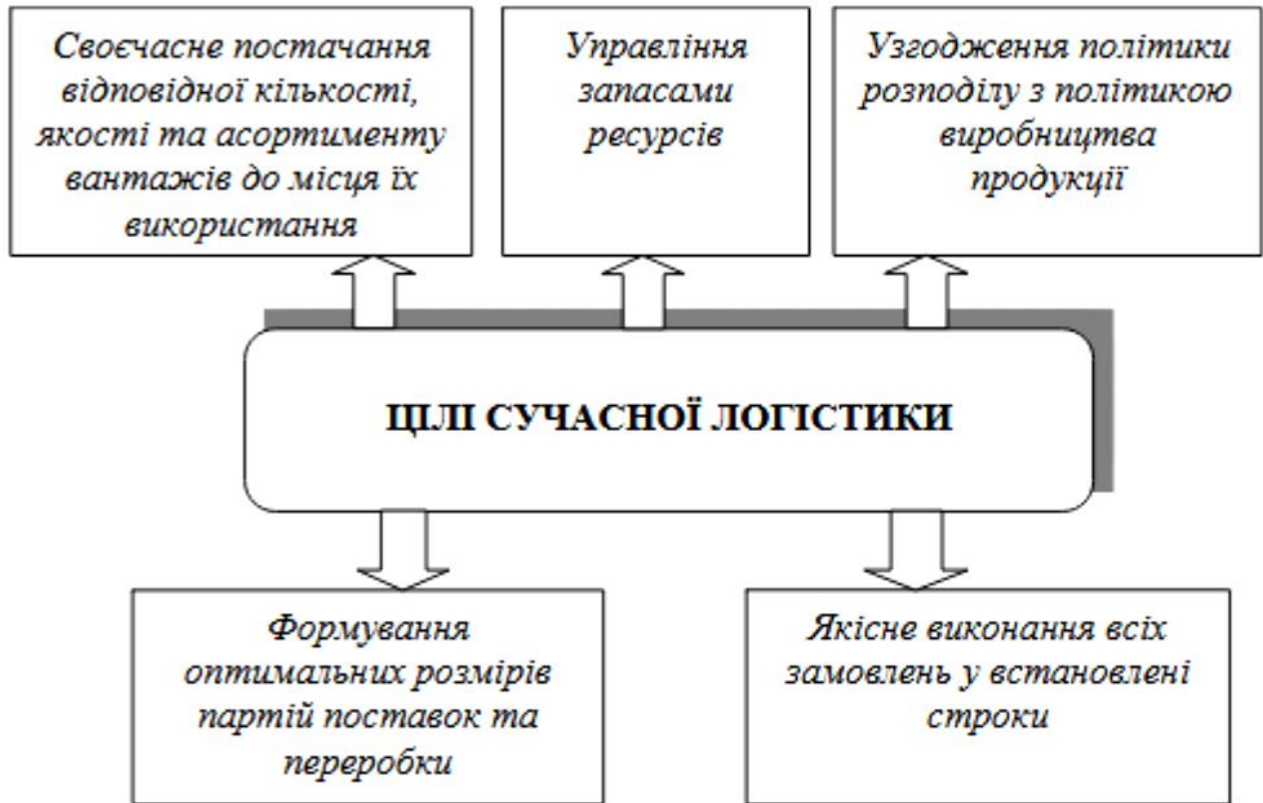 Своєчасне постачання
відповідної кількості,
якості та асортименту
вантажів до місця їх
використання
Управління
запасами
ресурсів
Узгодження політики
розподілу з політикою
виробництва
продукції
ЦІЛІ СУЧАСНОЇ ЛОГІСТИКИ
Формування
оптимальних розмірів
партій поставок та
переробки
Якісне виконання всіх
замовлень у встановлені
строки